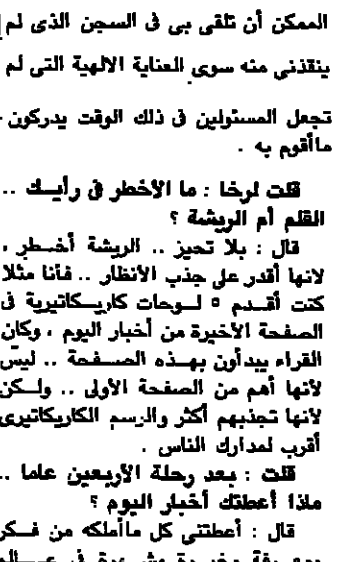 الممكن أن تلقى بى فى السجن الذى لم
ينقذنى منه سوى العناية الالهية التى لم
تجعل المسئولين فى ذلك الوقت يدركون
ماأقوم به .
قلت لرخا : ما الأخطر فى رأيك ..
القلم أم الريشة ؟
قال : بلا تحيز .. الريشة أخطر ،
لانها أقدر على جذب الأنظار .. فأنا مثلا
كنت أقدم ٥ لوحات كاريكاتيرية فى
الصفحة الأخيرة من أخبار اليوم ، وكان
القراء يبدأون بهذه الصفحة .. ليس
لأنها أهم من الصفحة الأولى .. ولكن
لانها تجذبهم أكثر والرسم الكاريكاتيرى
أقرب لمدارك الناس .
قلت : بعد رحلة الأربعين عاما ..
ماذا أعطتك أخبار اليوم ؟
قال : أعطتنى كل ماأملكه من فكر